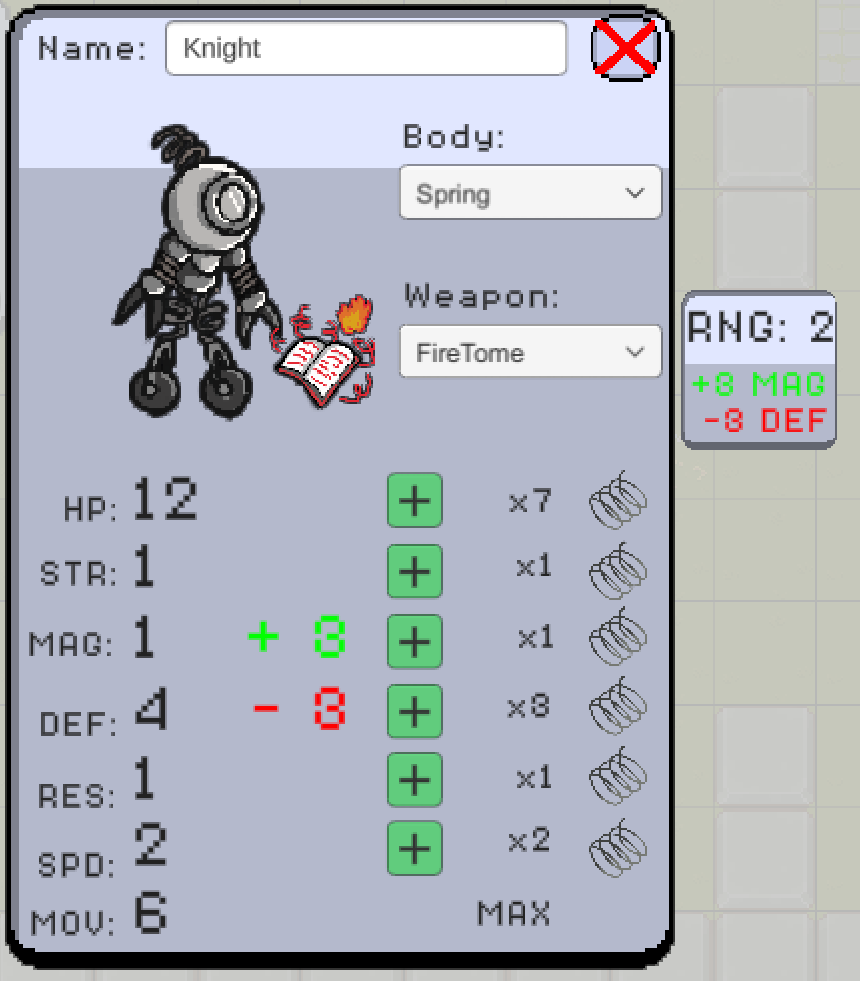 Name: Knight
Body:
Spring
Weapon:
FireTome
RNG: 2
+3 MAG
-3 DEF
HP: 12 + x7
STR: 1 + x1
MAG: 1 + 3 + x1
DEF: 4 - 3 + x3
RES: 1 + x1
SPD: 2 + x2
MOV: 6 MAX